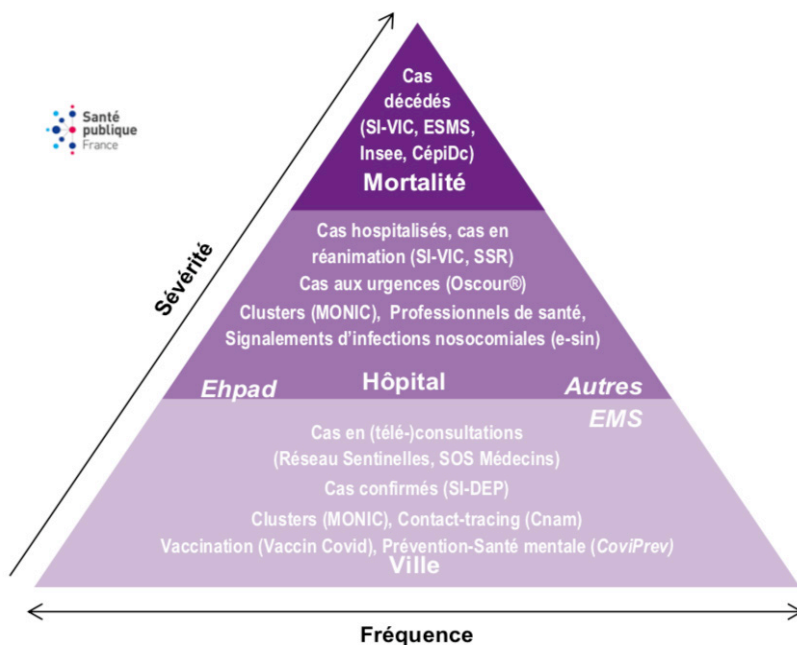 Santé
publique
France
Sévérité
Cas
décédés
(SI-VIC, ESMS,
Insee, CépiDc)
Mortalité
Cas hospitalisés, cas en
réanimation (SI-VIC, SSR)
Cas aux urgences (Oscour®)
Clusters (MONIC), Professionnels de santé,
Signalements d'infections nosocomiales (e-sin)
Ehpad
Hôpital
Autres
EMS
Cas en (télé-)consultations
(Réseau Sentinelles, SOS Médecins)
Cas confirmés (SI-DEP)
Clusters (MONIC), Contact-tracing (Cnam)
Vaccination (Vaccin Covid), Prévention-Santé mentale (CoviPrev)
Ville
Fréquence